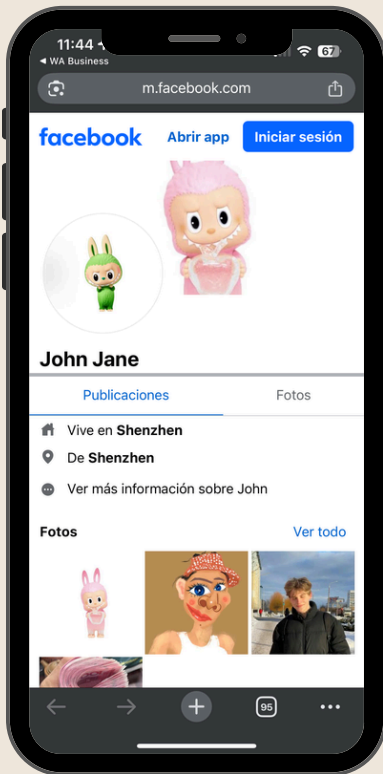 11:44
◀ WA Business
67
m.facebook.com
facebook Abrir app Iniciar sesión
John Jane
Publicaciones Fotos
Vive en Shenzhen
De Shenzhen
Ver más información sobre John
Fotos Ver todo
95